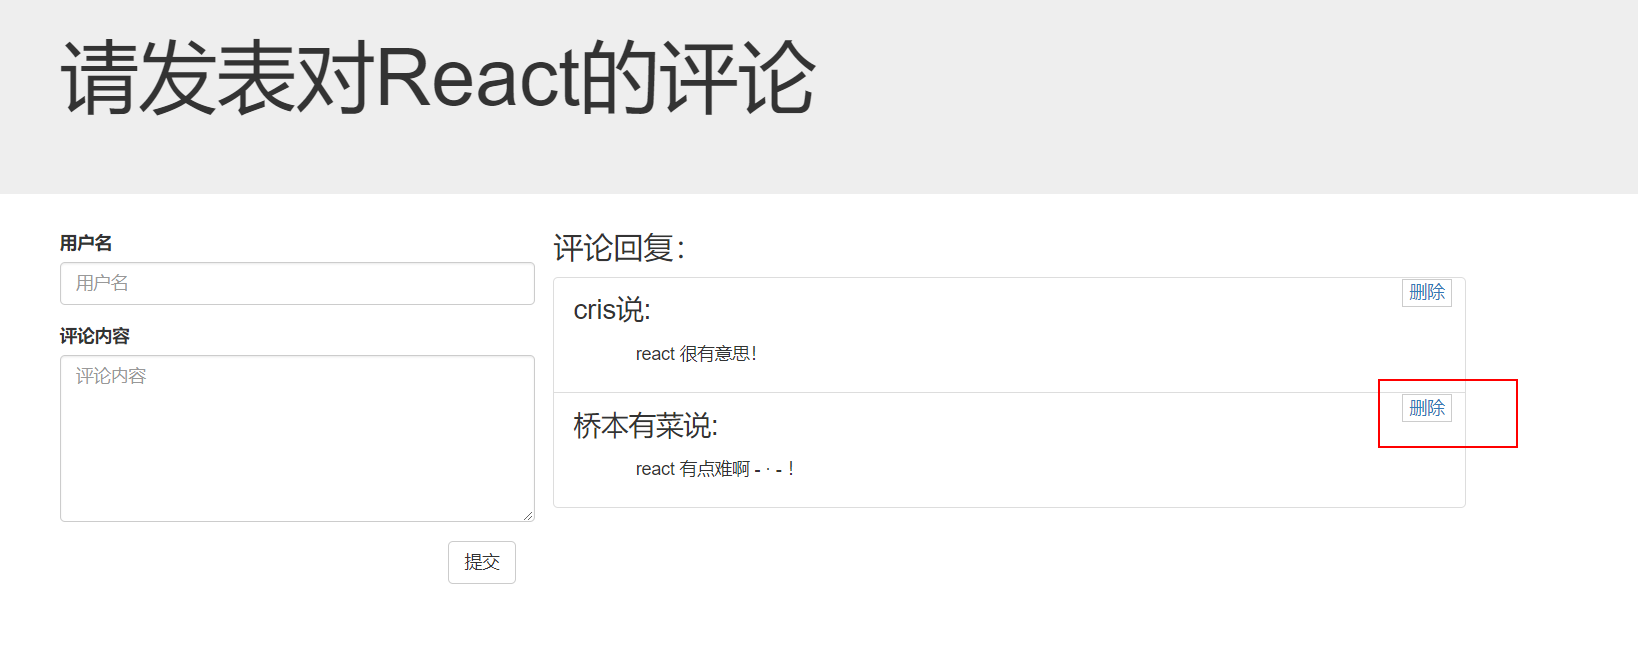 请发表对React的评论
用户名
用户名
评论内容
评论内容
提交
评论回复：
删除
cris说:
react 很有意思！
删除
桥本有菜说:
react 有点难啊 - · -！